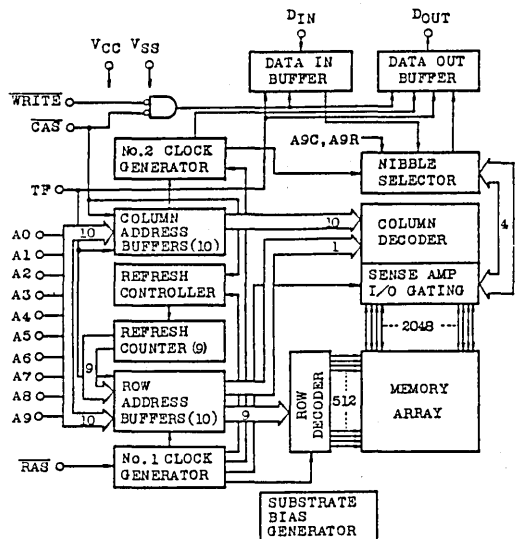 DIN
DOUT
VCC
VSS
DATA IN
BUFFER
DATA OUT
BUFFER
WRITE
CAS
No.2 CLOCK
GENERATOR
A9C, A9R
NIBBLE
SELECTOR
TF
10
COLUMN
ADDRESS
BUFFERS(10)
10
1
COLUMN
DECODER
4
A0
A1
A2
A3
A4
A5
A6
A7
A8
A9
REFRESH
CONTROLLER
SENSE AMP
I/O GATING
REFRESH
COUNTER(9)
2048
9
ROW
ADDRESS
BUFFERS(10)
10
9
ROW
DECODER
512
MEMORY
ARRAY
RAS
No.1 CLOCK
GENERATOR
SUBSTRATE
BIAS
GENERATOR